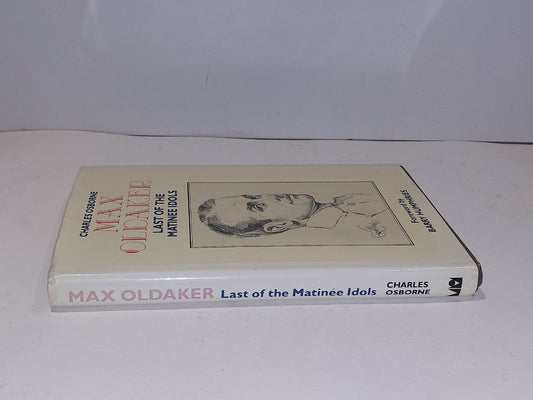 CHARLES OSBORNE
MAX
OLDAKER
LAST OF THE
MATINEE IDOLS
Foreword by
BARRY HUMPHRIES
MAX OLDAKER Last of the Matinée Idols CHARLES
OSBORNE